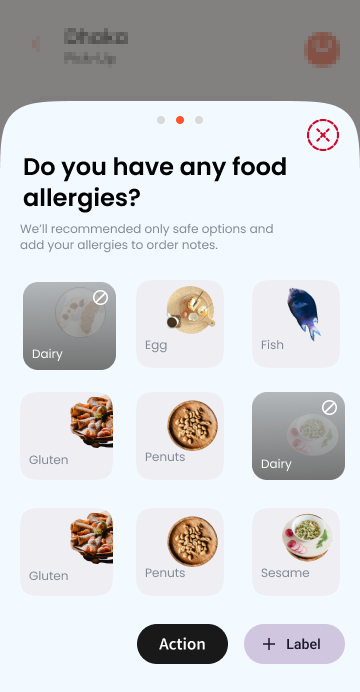 Dhaka
Pick-Up
Do you have any food
allergies?
We’ll recommended only safe options and
add your allergies to order notes.
Dairy
Egg
Fish
Gluten
Penuts
Dairy
Gluten
Penuts
Sesame
Action
+ Label